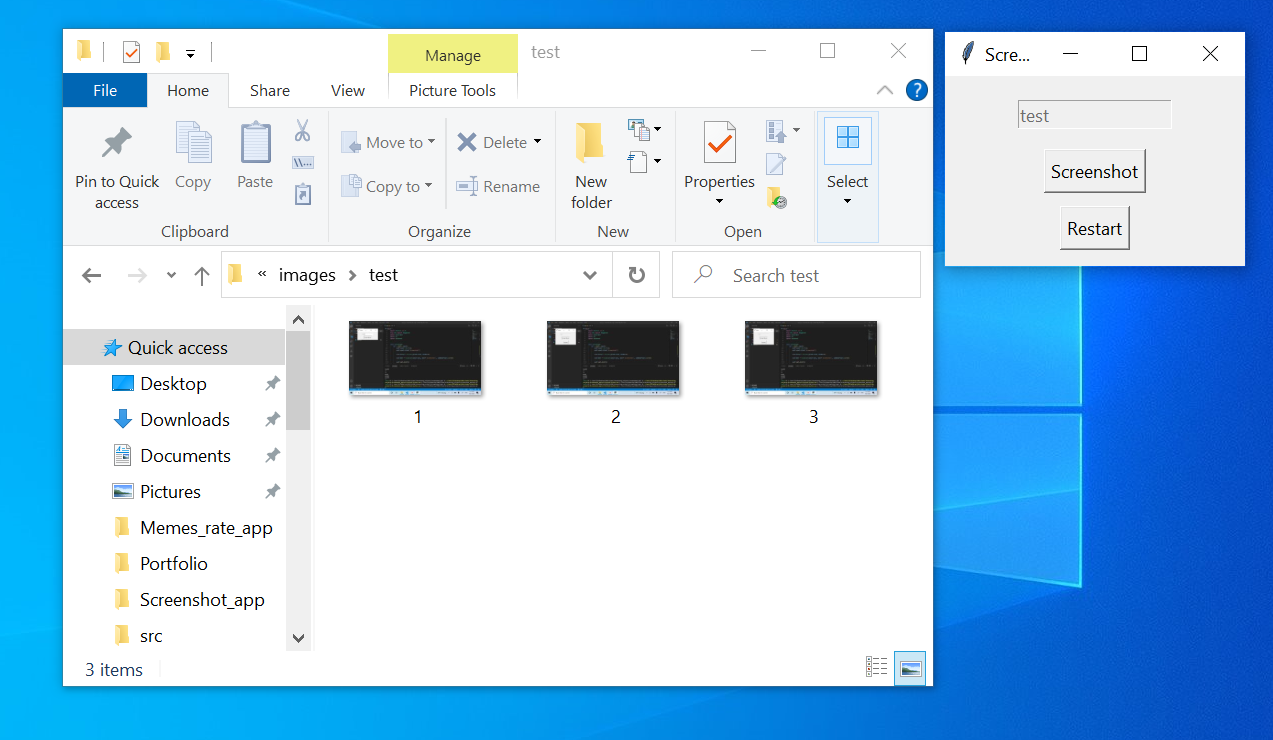 Manage
test
File
Home
Share
View
Picture Tools
?
Pin to Quick access
Copy
Paste
Move to
Copy to
Delete
Rename
New folder
Properties
Select
Clipboard
Organize
New
Open
« images > test
Search test
Quick access
Desktop
Downloads
Documents
Pictures
Memes_rate_app
Portfolio
Screenshot_app
src
1
2
3
3 items
Scre...
test
Screenshot
Restart